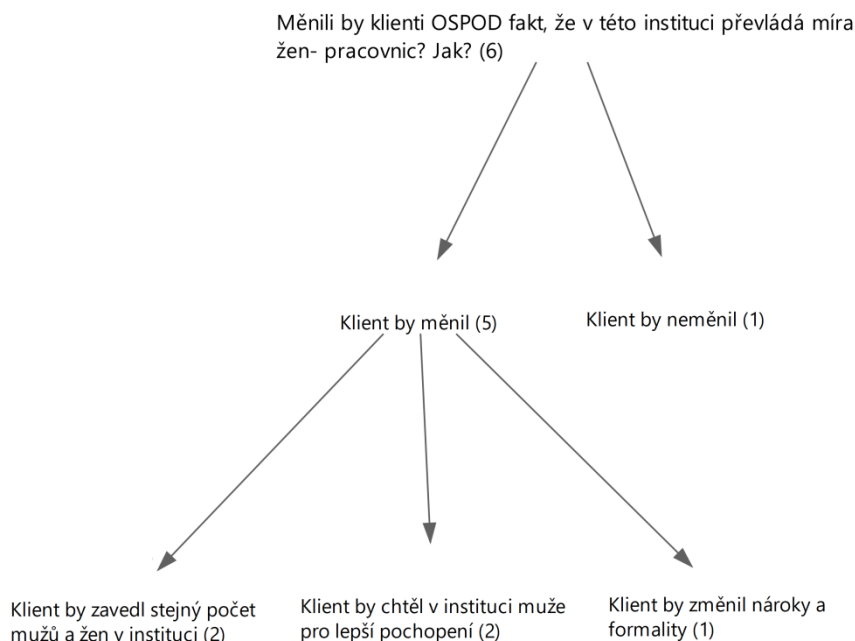 Měnili by klienti OSPOD fakt, že v této instituci převládá míra
žen- pracovnic? Jak? (6)
Klient by měnil (5)
Klient by neměnil (1)
Klient by zavedl stejný počet
mužů a žen v instituci (2)
Klient by chtěl v instituci muže
pro lepší pochopení (2)
Klient by změnil nároky a
formality (1)